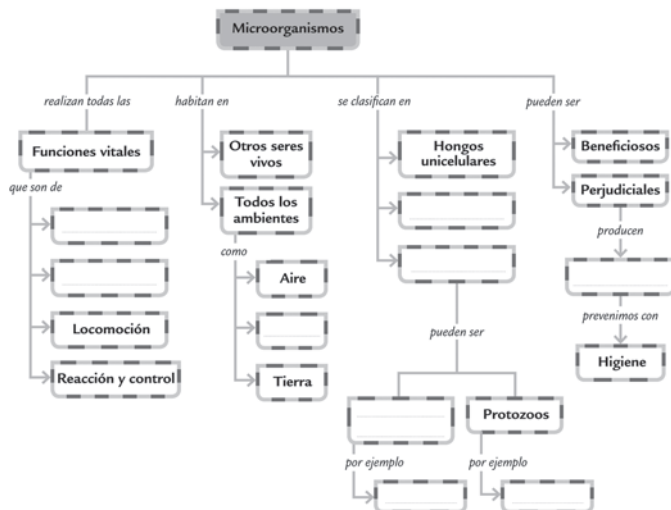 Microorganismos
realizan todas las
habitan en
se clasifican en
pueden ser
Funciones vitales
Otros seres
vivos
Hongos
unicelulares
Beneficiosos
que son de
Todos los
ambientes
Perjudiciales
como
producen
Aire
Locomoción
pueden ser
prevenimos con
Reacción y control
Tierra
Higiene
Protozoos
por ejemplo
por ejemplo